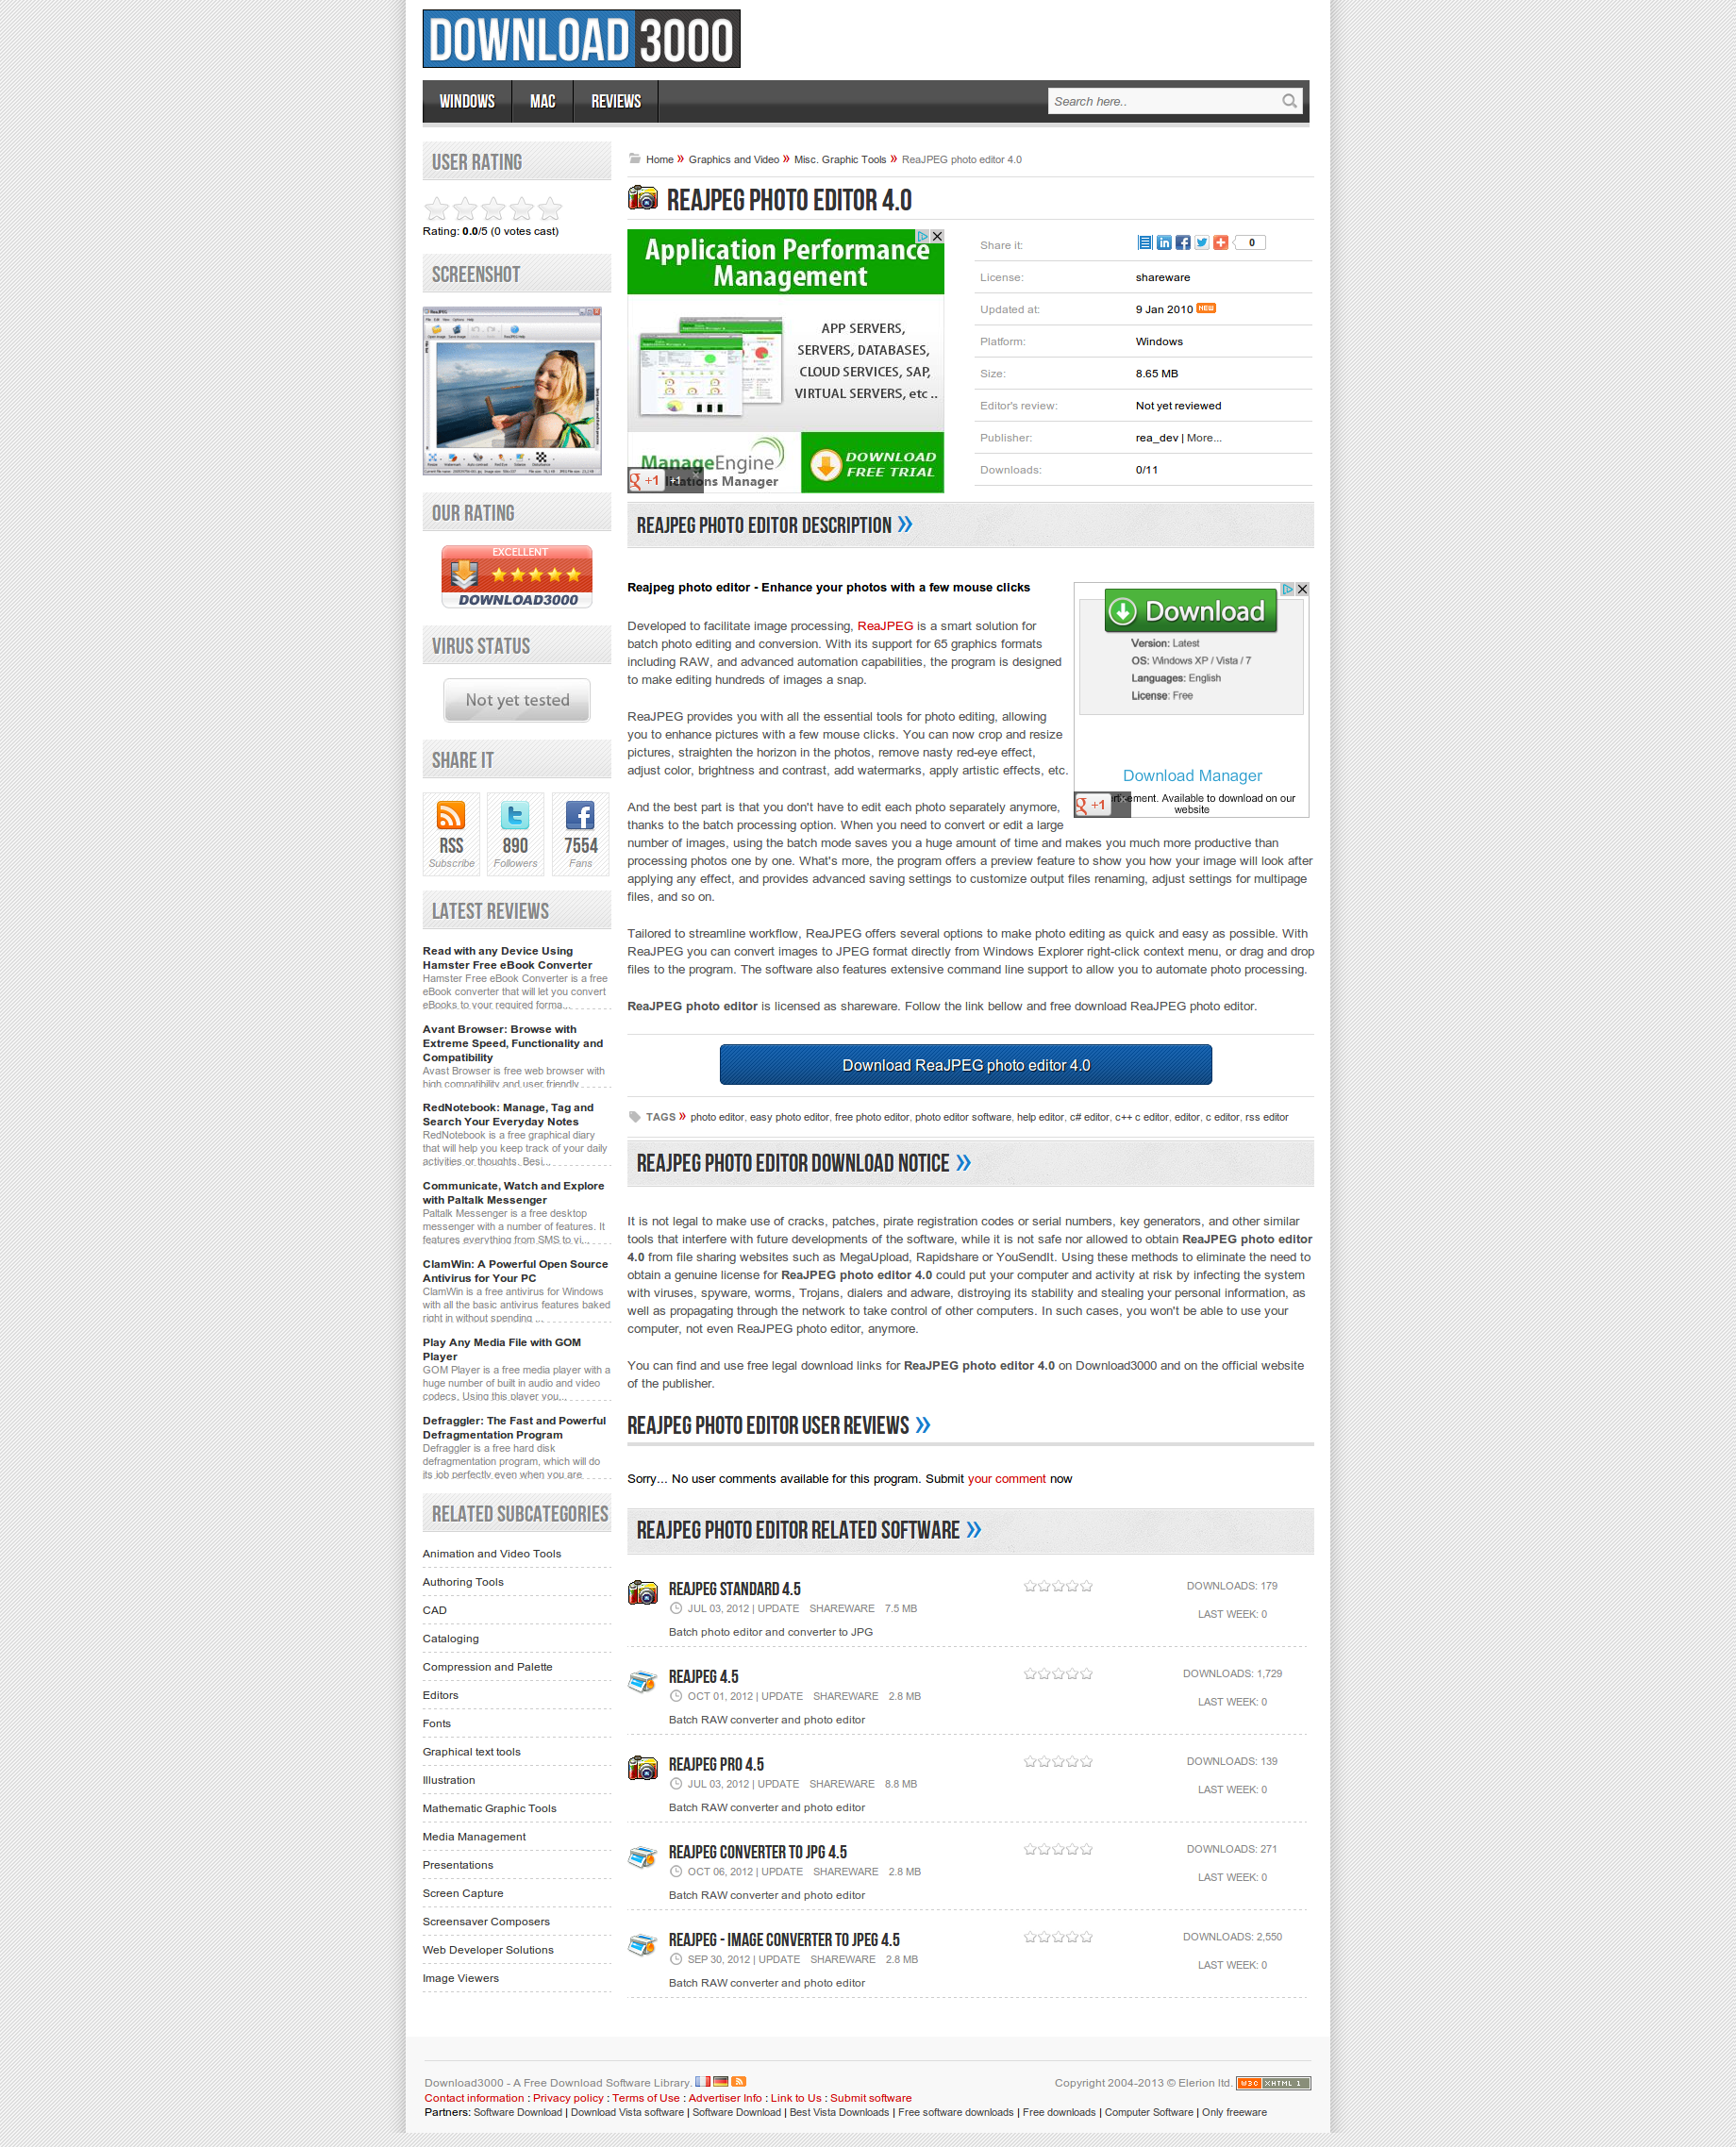 DOWNLOAD 3000
WINDOWS
MAC
REVIEWS
Search here..
USER RATING
Rating: 0.0/5 (0 votes cast)
SCREENSHOT
OUR RATING
EXCELLENT
DOWNLOAD3000
VIRUS STATUS
Not yet tested
SHARE IT
RSS
Subscribe
890
Followers
7554
Fans
LATEST REVIEWS
Read with any Device Using
Hamster Free eBook Converter
Hamster Free eBook Converter is a free
eBook converter that will let you convert
eBooks to your required forma...
Avant Browser: Browse with
Extreme Speed, Functionality and
Compatibility
Avast Browser is free web browser with
high compatibility and user friendly
RedNotebook: Manage, Tag and
Search Your Everyday Notes
RedNotebook is a free graphical diary
that will help you keep track of your daily
activities or thoughts. Besi...
Communicate, Watch and Explore
with Paltalk Messenger
Paltalk Messenger is a free desktop
messenger with a number of features. It
features everything from SMS to vi...
ClamWin: A Powerful Open Source
Antivirus for Your PC
ClamWin is a free antivirus for Windows
with all the basic antivirus features baked
right in without spending ...
Play Any Media File with GOM
Player
GOM Player is a free media player with a
huge number of built in audio and video
codecs. Using this player you...
Defraggler: The Fast and Powerful
Defragmentation Program
Defraggler is a free hard disk
defragmentation program, which will do
its job perfectly even when you are
RELATED SUBCATEGORIES
Animation and Video Tools
Authoring Tools
CAD
Cataloging
Compression and Palette
Editors
Fonts
Graphical text tools
Illustration
Mathematic Graphic Tools
Media Management
Presentations
Screen Capture
Screensaver Composers
Web Developer Solutions
Image Viewers
Home » Graphics and Video » Misc. Graphic Tools » ReaJPEG photo editor 4.0
REAJPEG PHOTO EDITOR 4.0
Application Performance
Management
APP SERVERS,
SERVERS, DATABASES,
CLOUD SERVICES, SAP,
VIRTUAL SERVERS, etc ..
ManageEngine
Manager
+1
+1
DOWNLOAD
FREE TRIAL
Share it: 0
License: shareware
Updated at: 9 Jan 2010 NEW
Platform: Windows
Size: 8.65 MB
Editor's review: Not yet reviewed
Publisher: rea_dev | More...
Downloads: 0/11
REAJPEG PHOTO EDITOR DESCRIPTION »
Reajpeg photo editor - Enhance your photos with a few mouse clicks
Developed to facilitate image processing, ReaJPEG is a smart solution for
batch photo editing and conversion. With its support for 65 graphics formats
including RAW, and advanced automation capabilities, the program is designed
to make editing hundreds of images a snap.
ReaJPEG provides you with all the essential tools for photo editing, allowing
you to enhance pictures with a few mouse clicks. You can now crop and resize
pictures, straighten the horizon in the photos, remove nasty red-eye effect,
adjust color, brightness and contrast, add watermarks, apply artistic effects, etc.
Download
Version: Latest
OS: Windows XP / Vista / 7
Languages: English
License: Free
Download Manager
ement. Available to download on our
website
+1
And the best part is that you don't have to edit each photo separately anymore,
thanks to the batch processing option. When you need to convert or edit a large
number of images, using the batch mode saves you a huge amount of time and makes you much more productive than
processing photos one by one. What's more, the program offers a preview feature to show you how your image will look after
applying any effect, and provides advanced saving settings to customize output files renaming, adjust settings for multipage
files, and so on.
Tailored to streamline workflow, ReaJPEG offers several options to make photo editing as quick and easy as possible. With
ReaJPEG you can convert images to JPEG format directly from Windows Explorer right-click context menu, or drag and drop
files to the program. The software also features extensive command line support to allow you to automate photo processing.
ReaJPEG photo editor is licensed as shareware. Follow the link bellow and free download ReaJPEG photo editor.
Download ReaJPEG photo editor 4.0
TAGS » photo editor, easy photo editor, free photo editor, photo editor software, help editor, c# editor, c++ c editor, editor, c editor, rss editor
REAJPEG PHOTO EDITOR DOWNLOAD NOTICE »
It is not legal to make use of cracks, patches, pirate registration codes or serial numbers, key generators, and other similar
tools that interfere with future developments of the software, while it is not safe nor allowed to obtain ReaJPEG photo editor
4.0 from file sharing websites such as MegaUpload, Rapidshare or YouSendIt. Using these methods to eliminate the need to
obtain a genuine license for ReaJPEG photo editor 4.0 could put your computer and activity at risk by infecting the system
with viruses, spyware, worms, Trojans, dialers and adware, distroying its stability and stealing your personal information, as
well as propagating through the network to take control of other computers. In such cases, you won't be able to use your
computer, not even ReaJPEG photo editor, anymore.
You can find and use free legal download links for ReaJPEG photo editor 4.0 on Download3000 and on the official website
of the publisher.
REAJPEG PHOTO EDITOR USER REVIEWS »
Sorry... No user comments available for this program. Submit your comment now
REAJPEG PHOTO EDITOR RELATED SOFTWARE »
REAJPEG STANDARD 4.5
DOWNLOADS: 179
JUL 03, 2012 | UPDATE SHAREWARE 7.5 MB
LAST WEEK: 0
Batch photo editor and converter to JPG
REAJPEG 4.5
DOWNLOADS: 1,729
OCT 01, 2012 | UPDATE SHAREWARE 2.8 MB
LAST WEEK: 0
Batch RAW converter and photo editor
REAJPEG PRO 4.5
DOWNLOADS: 139
JUL 03, 2012 | UPDATE SHAREWARE 8.8 MB
LAST WEEK: 0
Batch RAW converter and photo editor
REAJPEG CONVERTER TO JPG 4.5
DOWNLOADS: 271
OCT 06, 2012 | UPDATE SHAREWARE 2.8 MB
LAST WEEK: 0
Batch RAW converter and photo editor
REAJPEG - IMAGE CONVERTER TO JPEG 4.5
DOWNLOADS: 2,550
SEP 30, 2012 | UPDATE SHAREWARE 2.8 MB
LAST WEEK: 0
Batch RAW converter and photo editor
Download3000 - A Free Download Software Library.
Copyright 2004-2013 © Elerion ltd. W3C XHTML 1
Contact information : Privacy policy : Terms of Use : Advertiser Info : Link to Us : Submit software
Partners: Software Download | Download Vista software | Software Download | Best Vista Downloads | Free software downloads | Free downloads | Computer Software | Only freeware